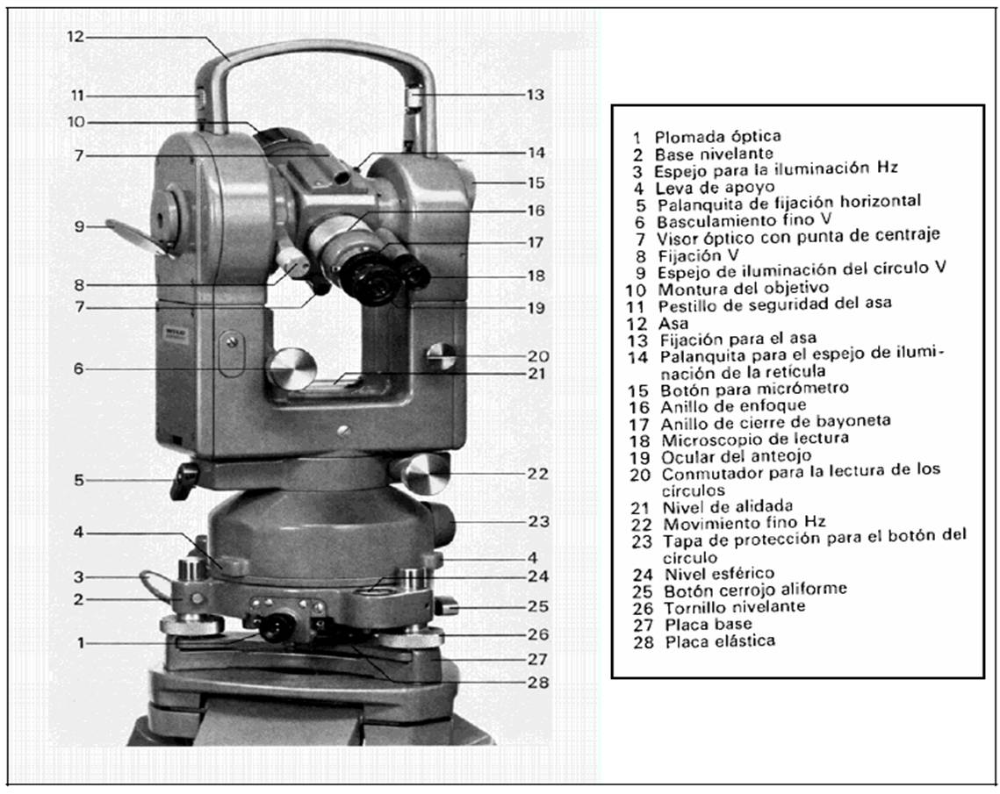 12
11
10
7
9
8
7
6
5
4
3
2
1
13
14
15
16
17
18
19
20
21
22
23
4
24
25
26
27
28
1 Plomada óptica
2 Base nivelante
3 Espejo para la iluminación Hz
4 Leva de apoyo
5 Palanquita de fijación horizontal
6 Basculamiento fino V
7 Visor óptico con punta de centraje
8 Fijación V
9 Espejo de iluminación del círculo V
10 Montura del objetivo
11 Pestillo de seguridad del asa
12 Asa
13 Fijación para el asa
14 Palanquita para el espejo de ilumi-
nación de la retícula
15 Botón para micrómetro
16 Anillo de enfoque
17 Anillo de cierre de bayoneta
18 Microscopio de lectura
19 Ocular del anteojo
20 Conmutador para la lectura de los
círculos
21 Nivel de alidada
22 Movimiento fino Hz
23 Tapa de protección para el botón del
círculo
24 Nivel esférico
25 Botón cerrojo aliforme
26 Tornillo nivelante
27 Placa base
28 Placa elástica